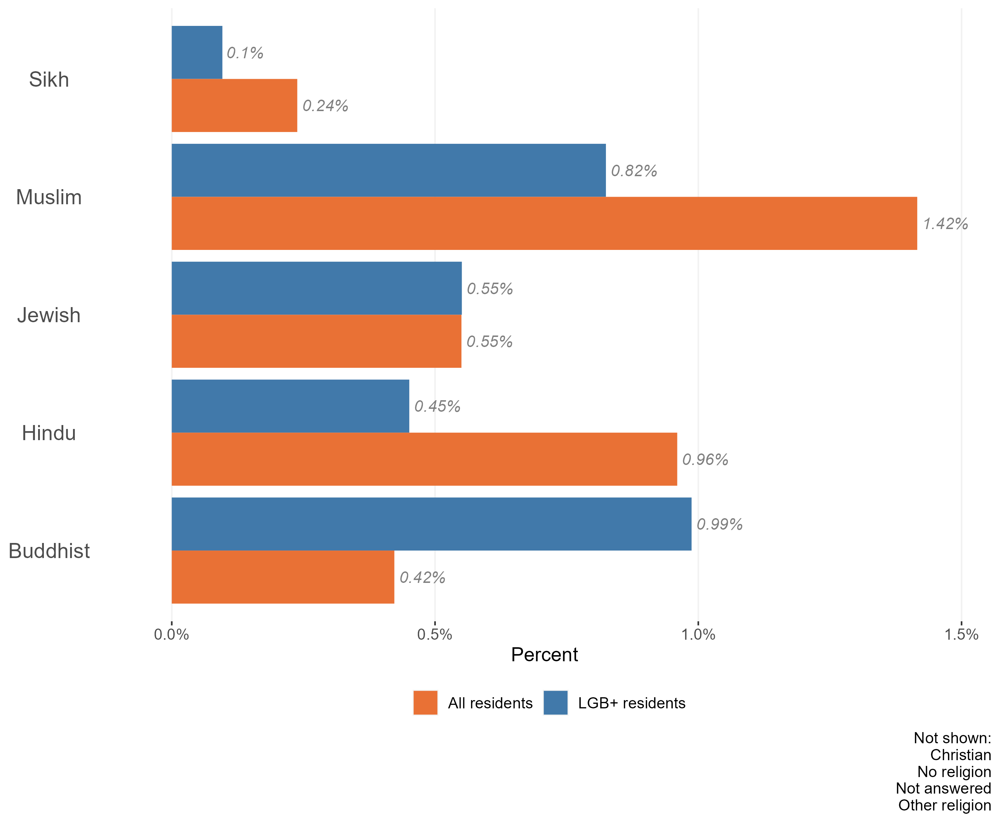 Sikh
0.1%
0.24%
Muslim
0.82%
1.42%
Jewish
0.55%
0.55%
Hindu
0.45%
0.96%
Buddhist
0.99%
0.42%
0.0% 0.5% 1.0% 1.5%
Percent
All residents LGB+ residents
Not shown:
Christian
No religion
Not answered
Other religion